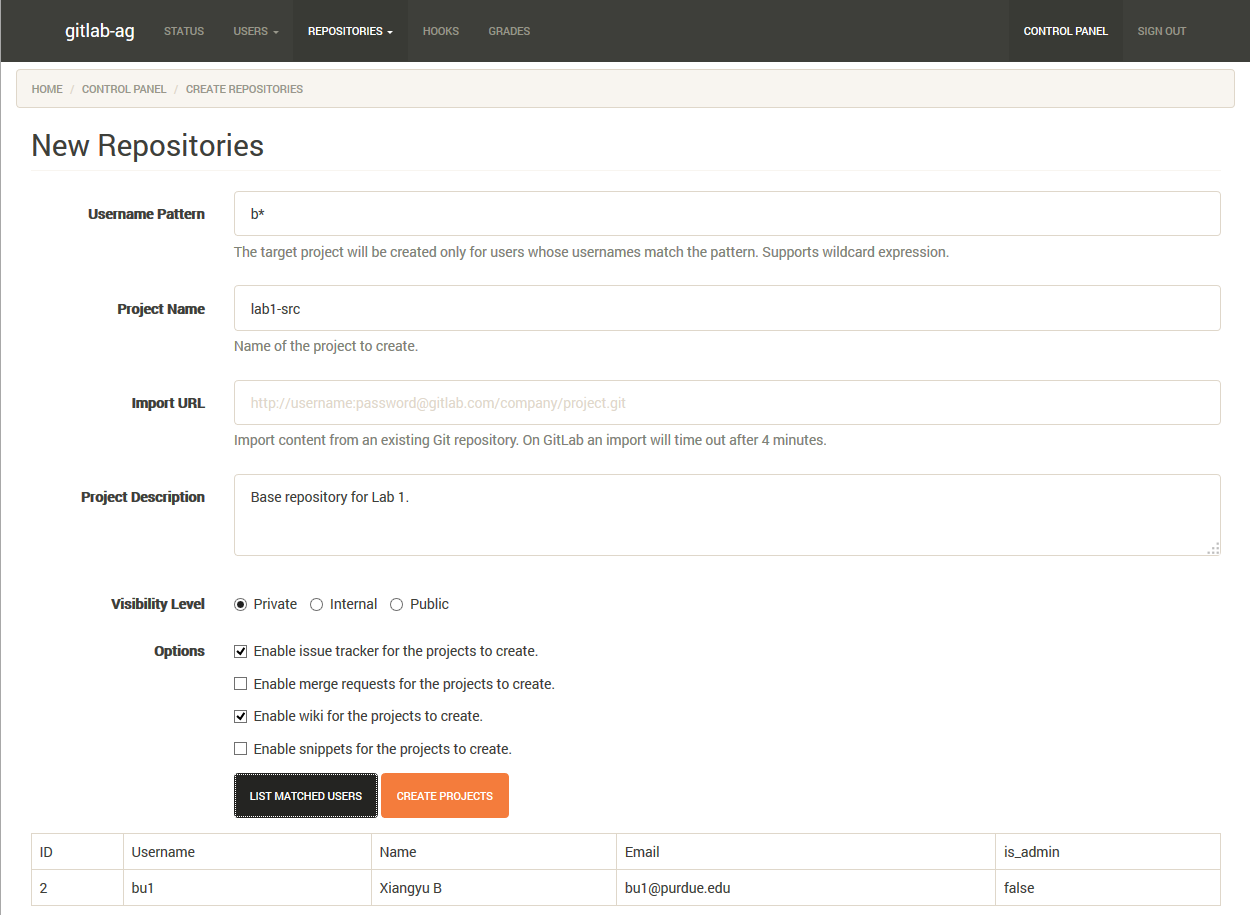 gitlab-ag STATUS USERS REPOSITORIES HOOKS GRADES CONTROL PANEL SIGN OUT
HOME / CONTROL PANEL / CREATE REPOSITORIES
New Repositories
Username Pattern b*
The target project will be created only for users whose usernames match the pattern. Supports wildcard expression.
Project Name lab1-src
Name of the project to create.
Import URL http://username:password@gitlab.com/company/project.git
Import content from an existing Git repository. On GitLab an import will time out after 4 minutes.
Project Description Base repository for Lab 1.
Visibility Level Private Internal Public
Options Enable issue tracker for the projects to create.
Enable merge requests for the projects to create.
Enable wiki for the projects to create.
Enable snippets for the projects to create.
LIST MATCHED USERS CREATE PROJECTS
ID Username Name Email is_admin
2 bu1 Xiangyu B bu1@purdue.edu false